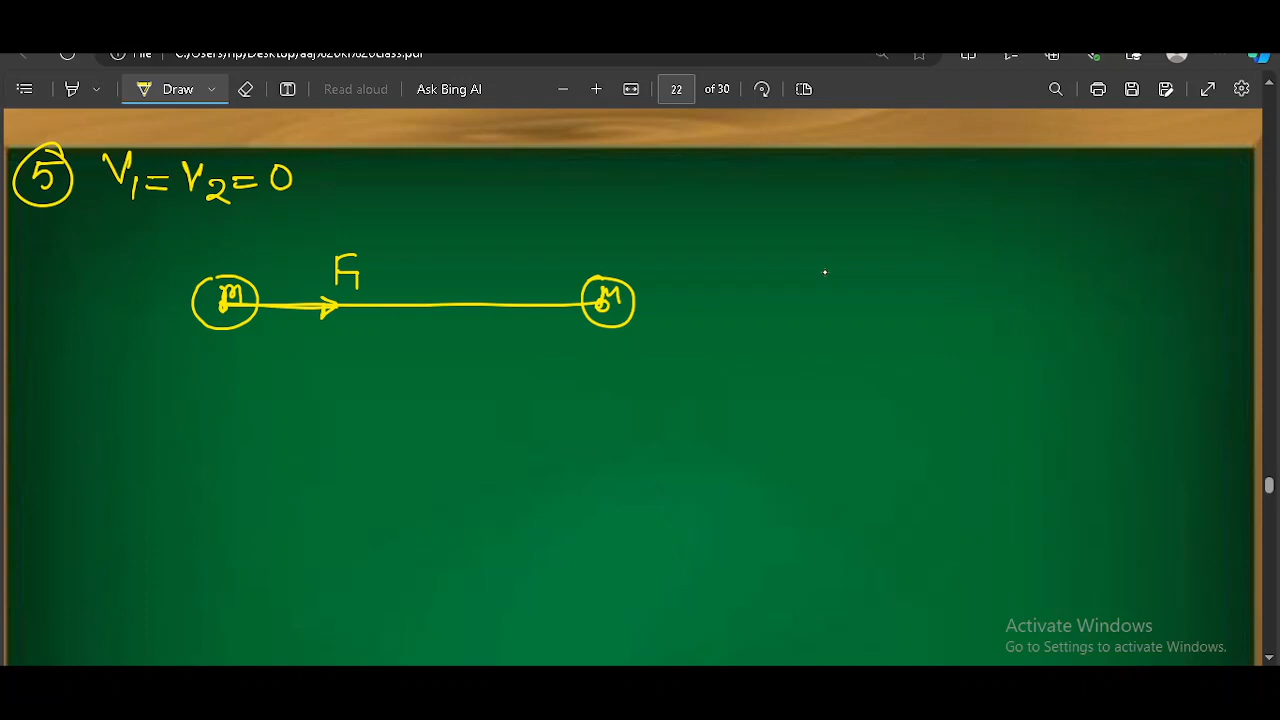 File C:/Users/hp/Desktop/aaj%20ki%20class.pdf
Draw Read aloud Ask Bing AI 22 of 30
5 V1 = V2 = 0
F1
M M
Activate Windows
Go to Settings to activate Windows.